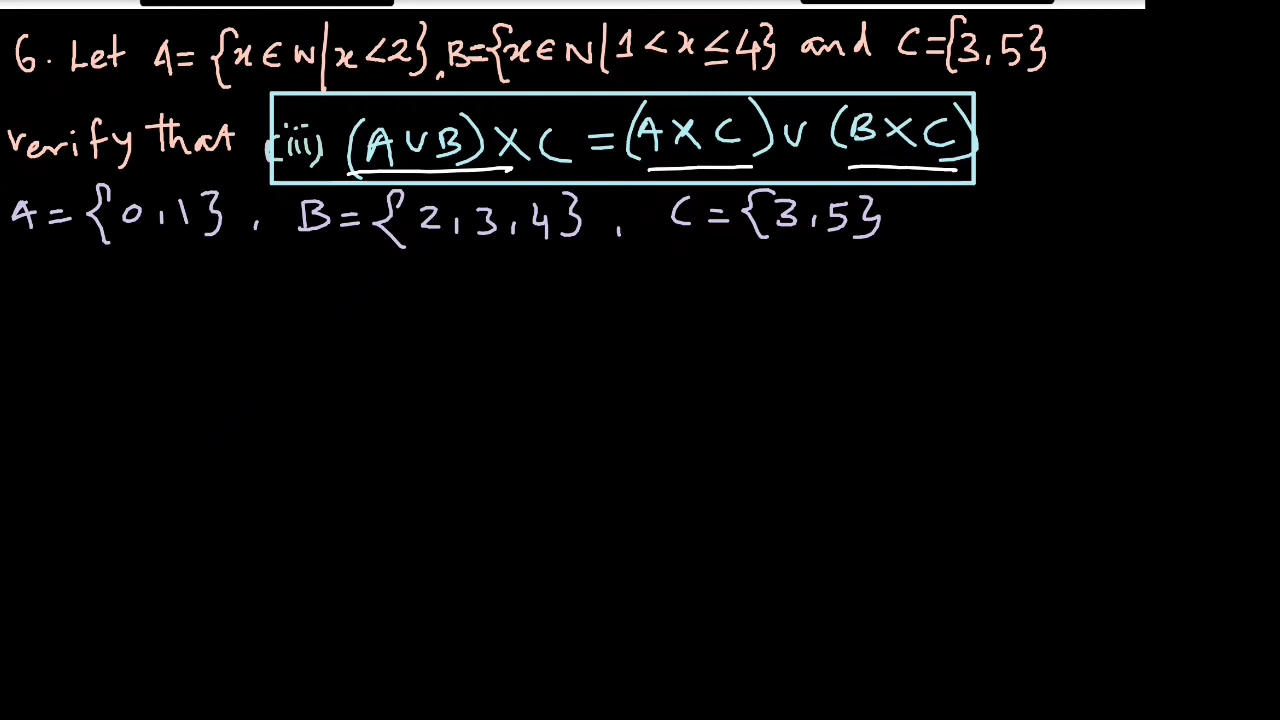 6. Let A = {x ∈ N | x < 2}, B = {x ∈ N | 1 < x ≤ 4} and C = {3, 5}
verify that (iii) (A ∪ B) × C = (A × C) ∪ (B × C)
A = {0, 1}, B = {2, 3, 4}, C = {3, 5}